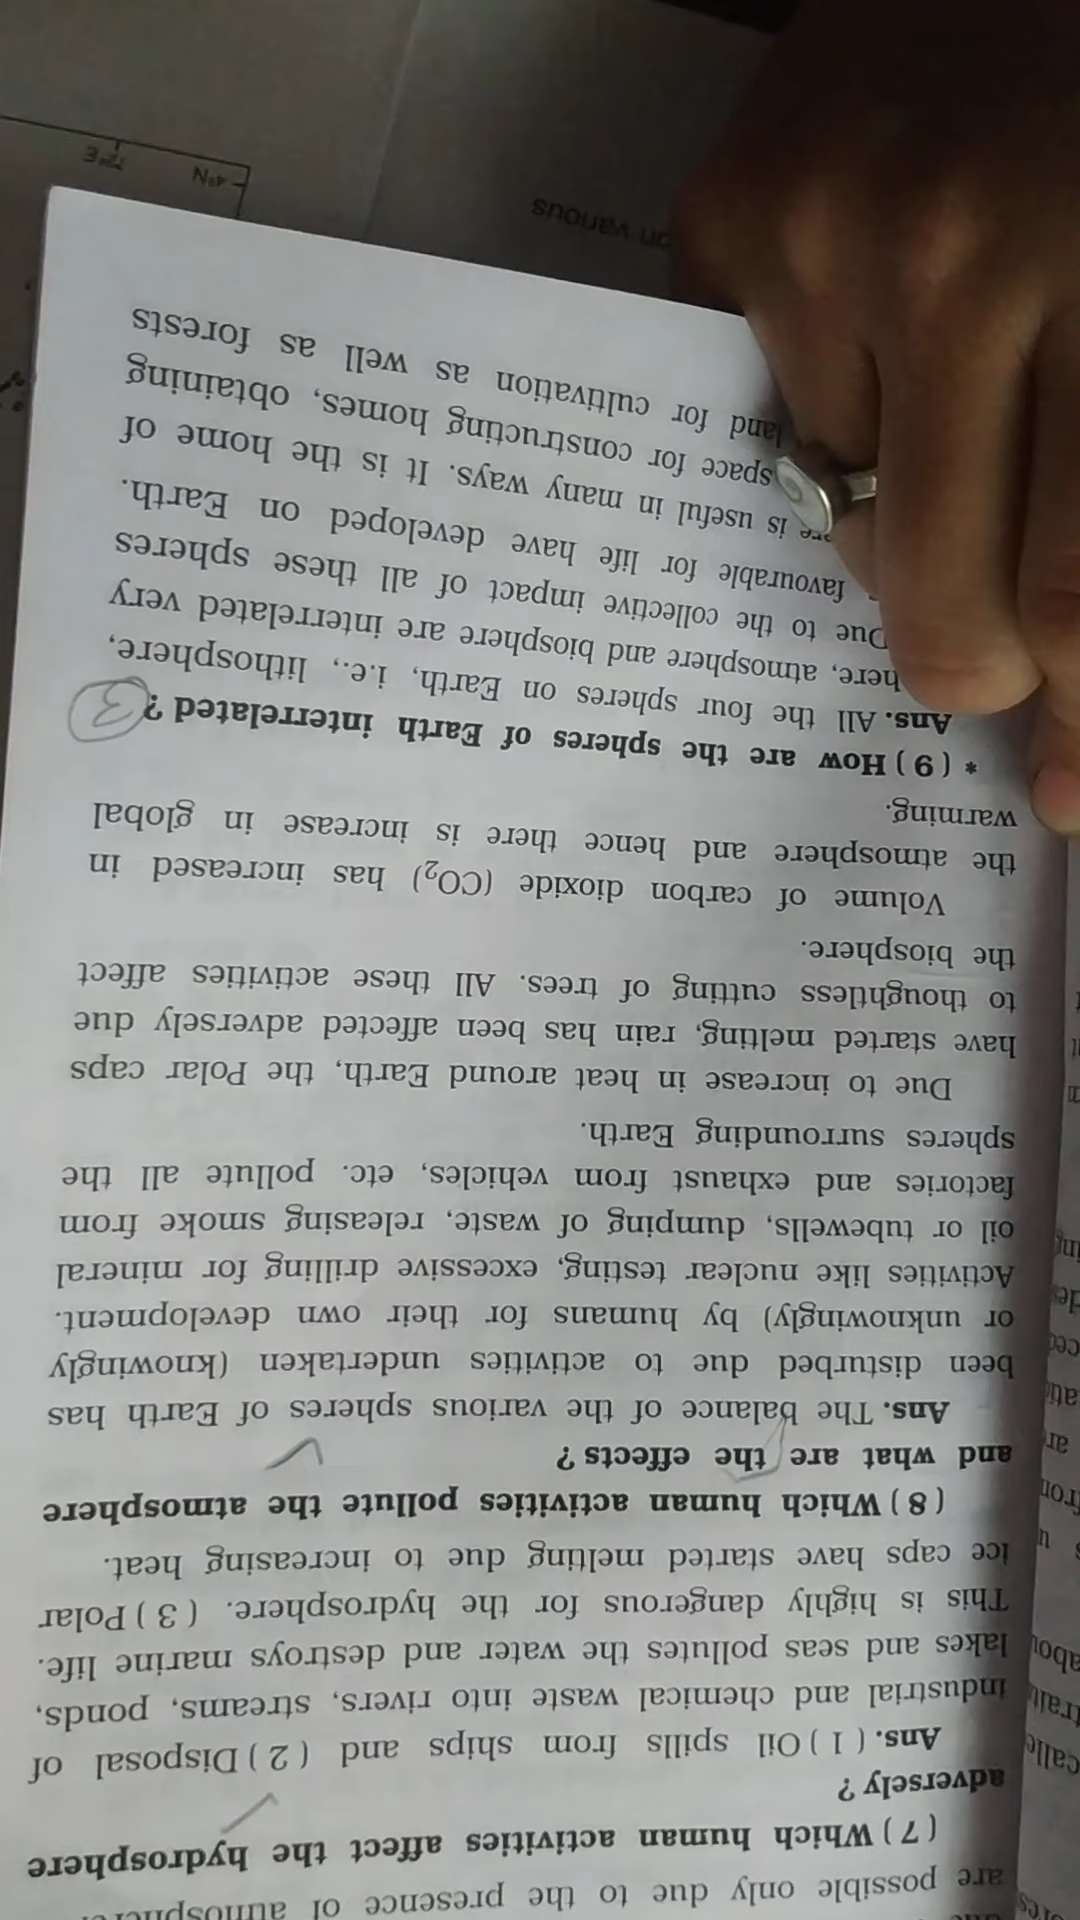 are possible only due to the presence of
( 7 ) Which human activities affect the hydrosphere
adversely ?
Ans. ( 1 ) Oil spills from ships and ( 2 ) Disposal of
industrial and chemical waste into rivers, streams, ponds,
lakes and seas pollutes the water and destroys marine life.
This is highly dangerous for the hydrosphere. ( 3 ) Polar
ice caps have started melting due to increasing heat.
( 8 ) Which human activities pollute the atmosphere
and what are the effects ?
Ans. The balance of the various spheres of Earth has
been disturbed due to activities undertaken (knowingly
or unknowingly) by humans for their own development.
Activities like nuclear testing, excessive drilling for mineral
oil or tubewells, dumping of waste, releasing smoke from
factories and exhaust from vehicles, etc. pollute all the
spheres surrounding Earth.
Due to increase in heat around Earth, the Polar caps
have started melting, rain has been affected adversely due
to thoughtless cutting of trees. All these activities affect
the biosphere.
Volume of carbon dioxide (CO₂) has increased in
the atmosphere and hence there is increase in global
warming.
* ( 9 ) How are the spheres of Earth interrelated ? 3
Ans. All the four spheres on Earth, i.e., lithosphere,
here, atmosphere and biosphere are interrelated very
Due to the collective impact of all these spheres
favourable for life have developed on Earth.
is useful in many ways. It is the home of
space for constructing homes, obtaining
land for cultivation as well as forests
on various
4°N
72°E